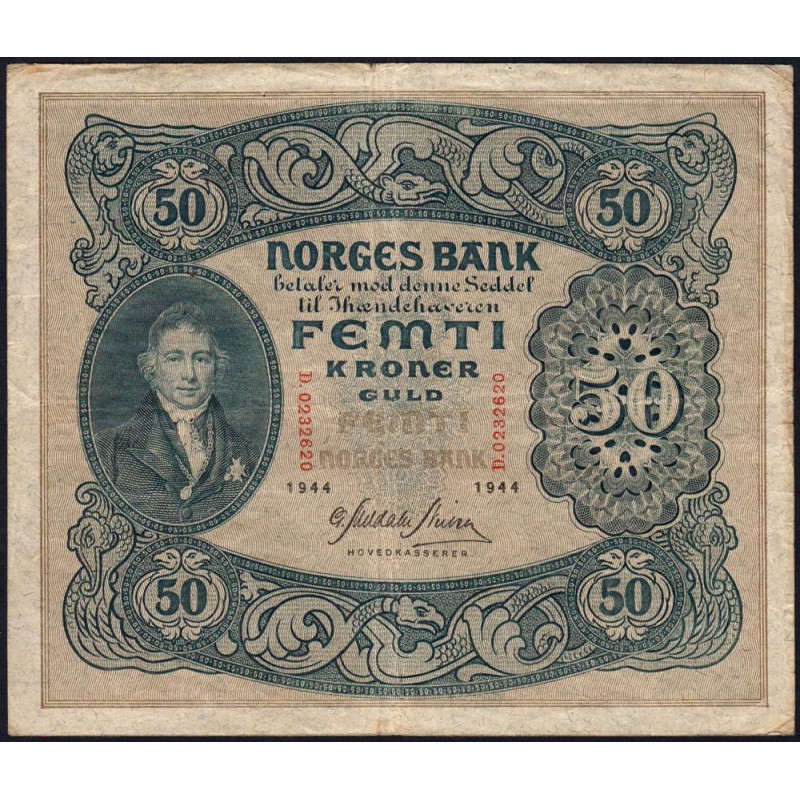 50
50
NORGES BANK
betaler mod denne Seddel
til Ihændehaveren
FEMTI
KRONER
GULD
FEMTI
NORGES BANK
D.0232620
D.0232620
50
1944 1944
HOVEDKASSERER
50
50